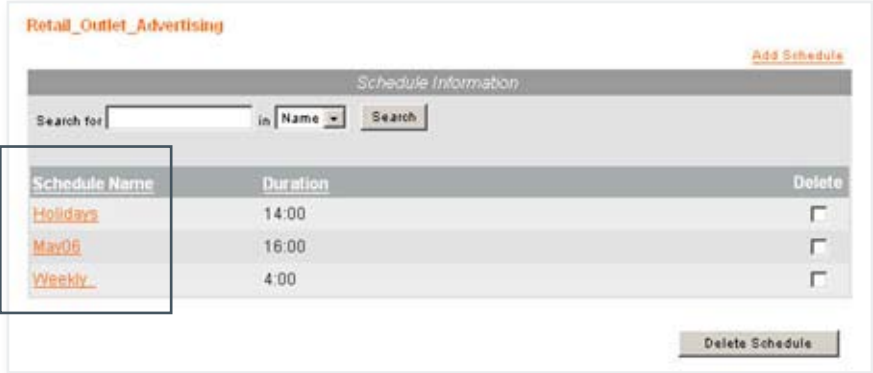 Retail_Outlet_Advertising
Add Schedule
Schedule Information
Search for in Name Search
Schedule Name Duration Delete
Holidays 14:00
May06 16:00
Weekly_ 4:00
Delete Schedule